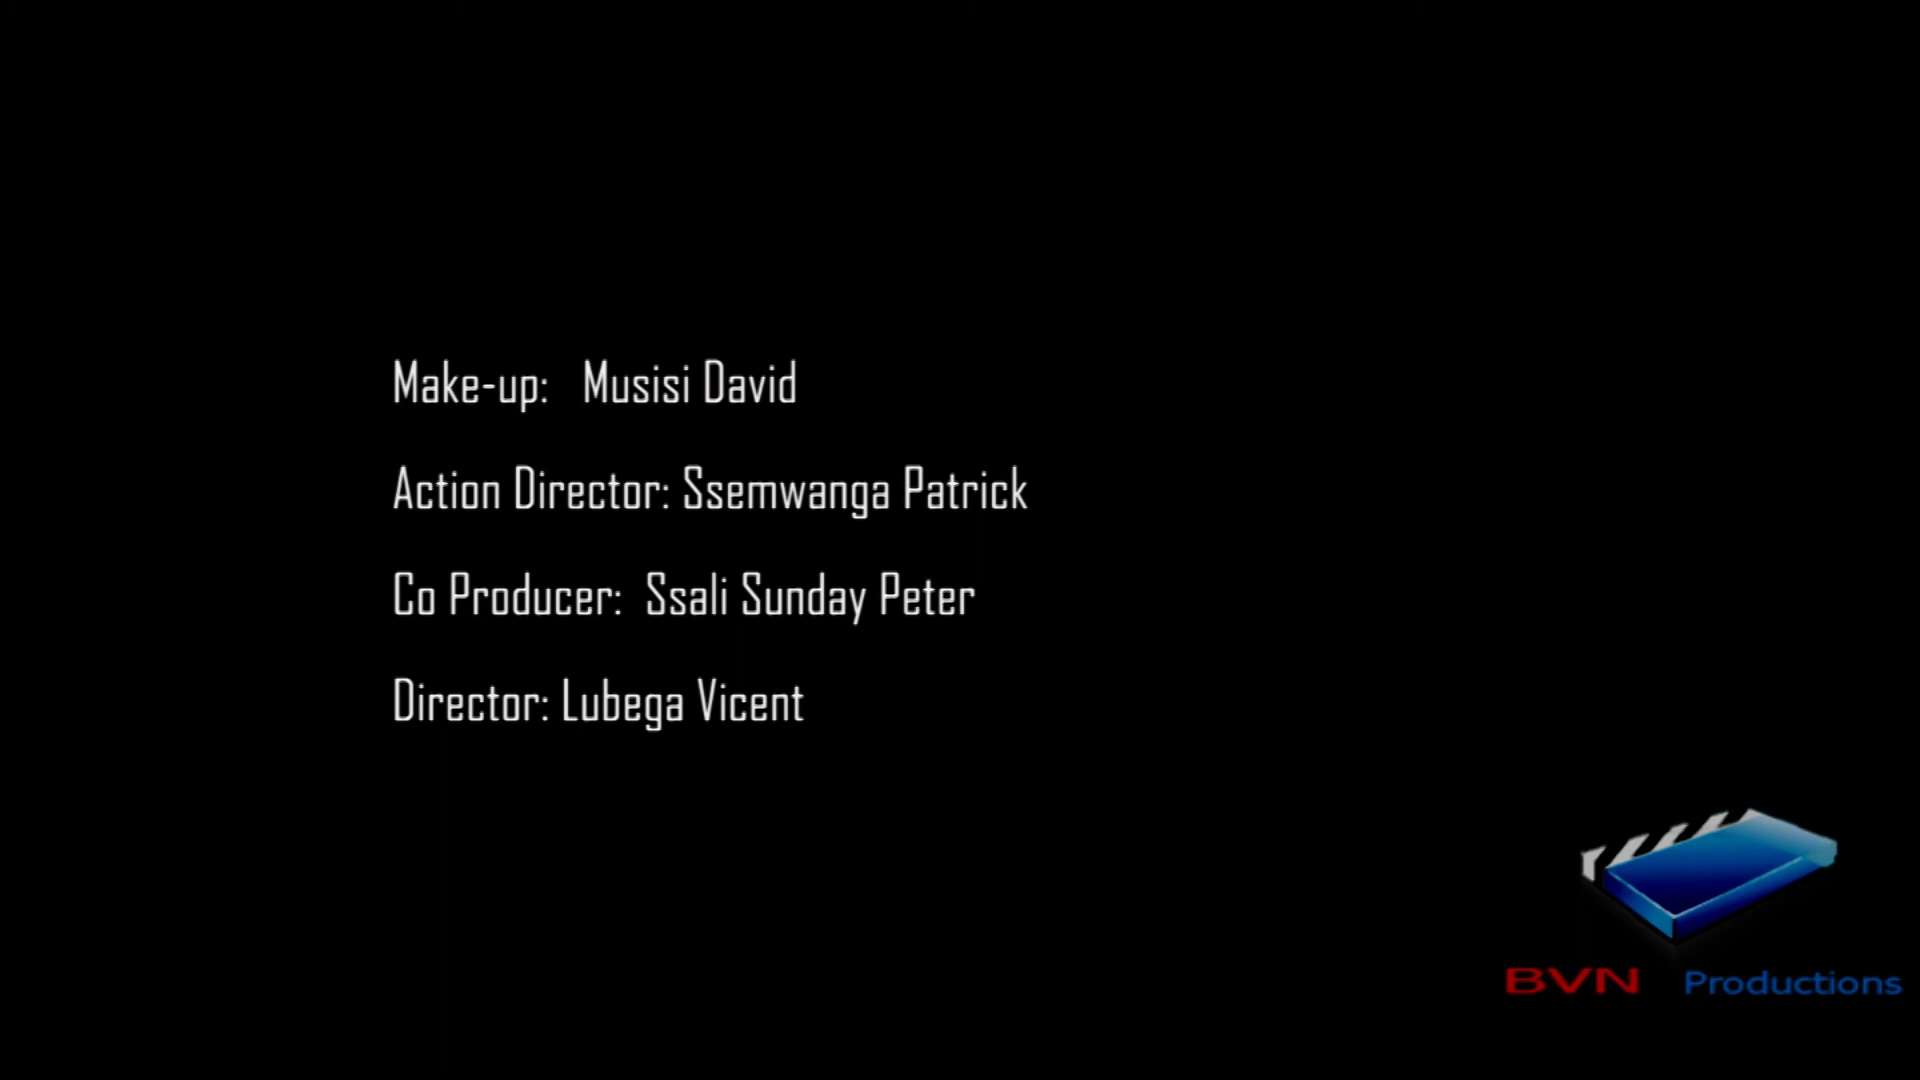 Make-up: Musisi David
Action Director: Ssemwanga Patrick
Co Producer: Ssali Sunday Peter
Director: Lubega Vicent
BVN Productions